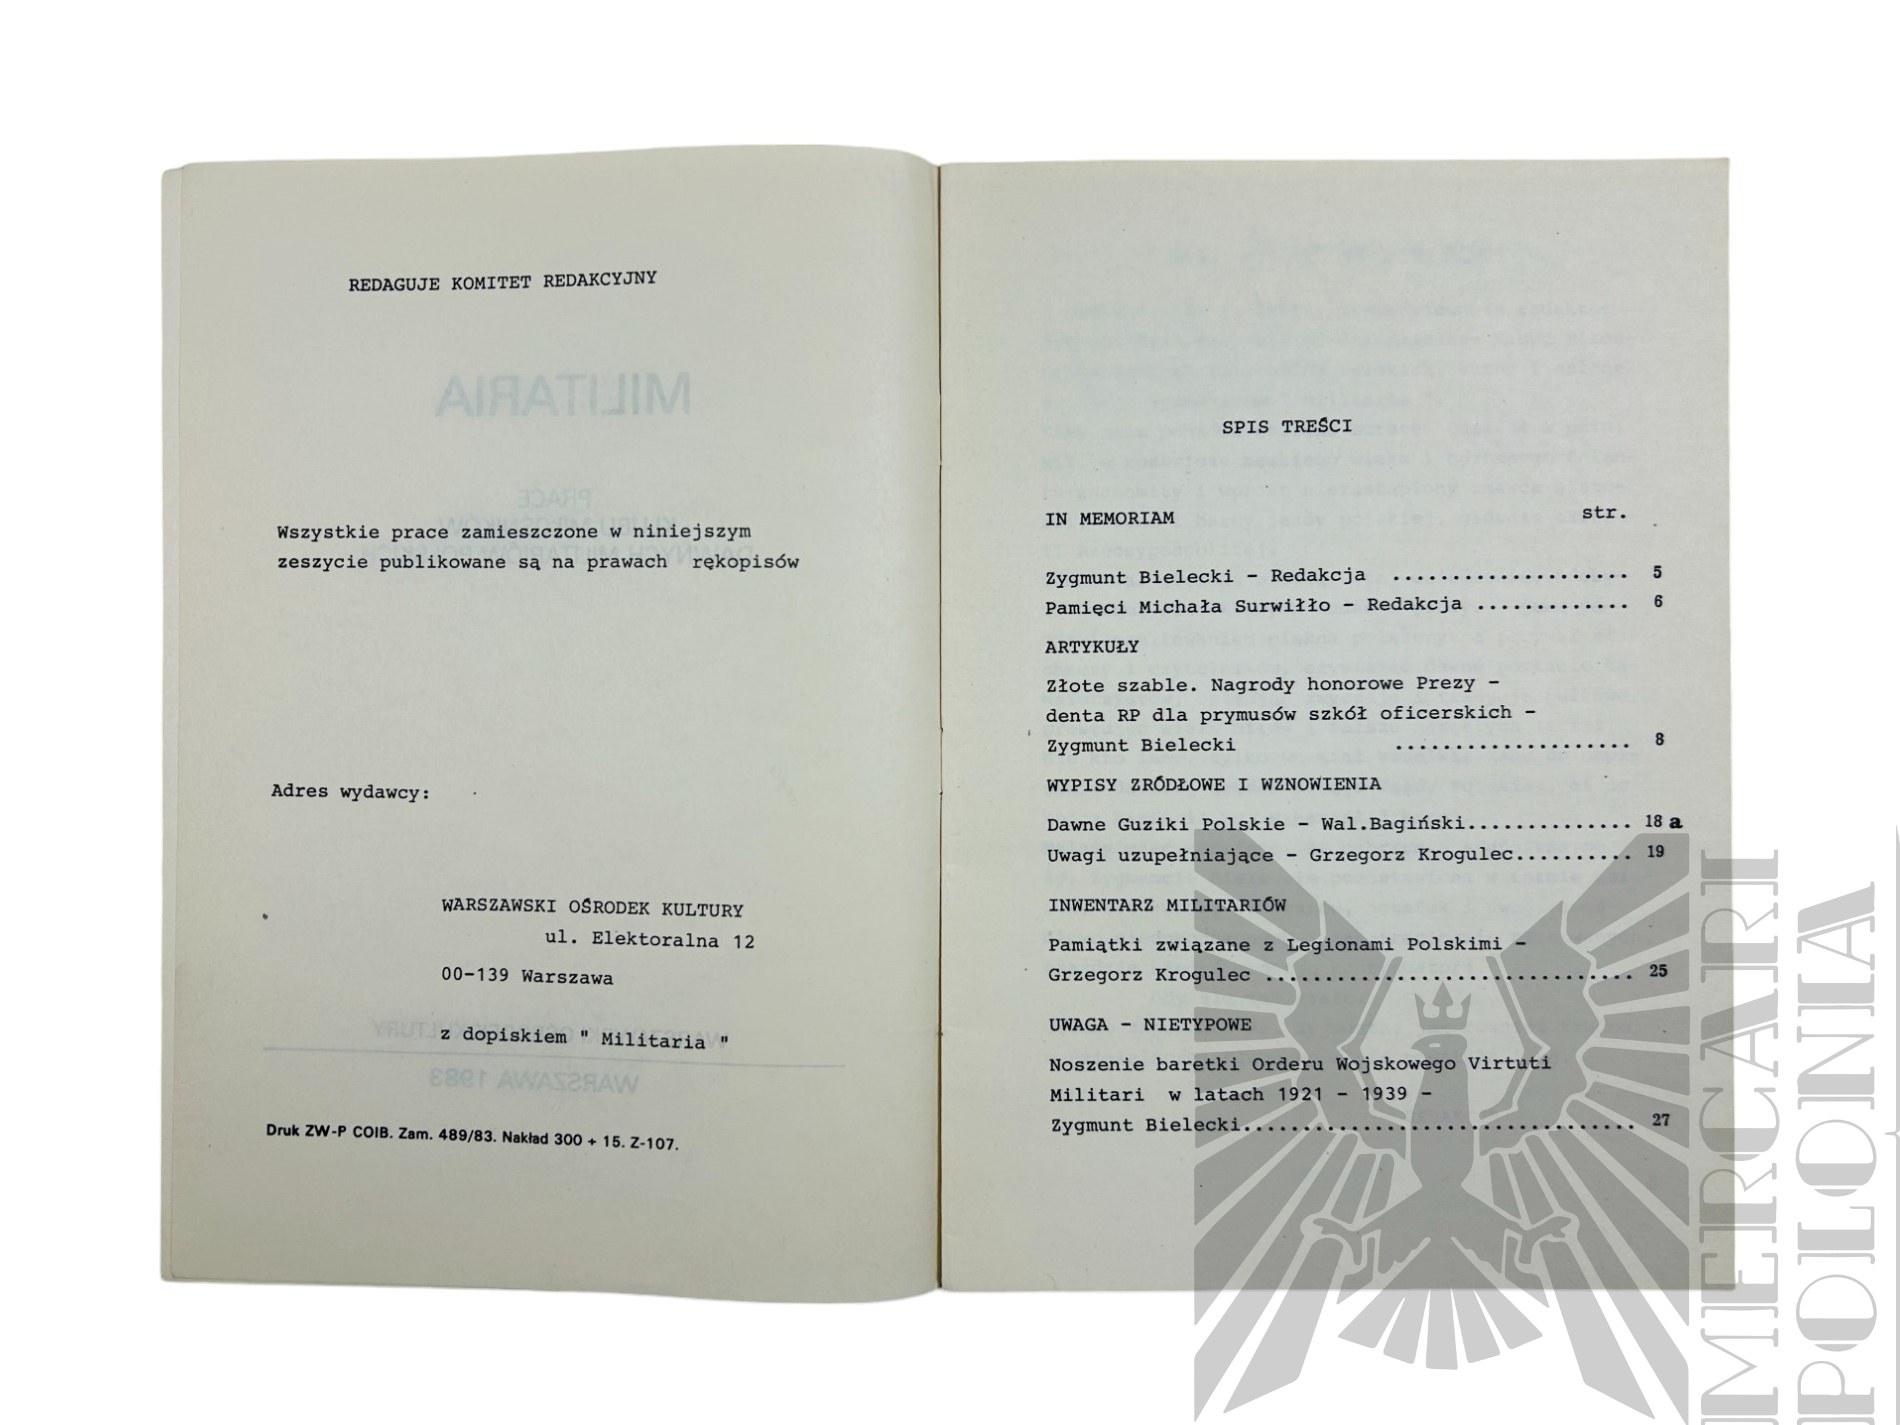 REDAGUJE KOMITET REDAKCYJNY
MILITARIA
PRACE
Wszystkie prace zamieszczone w niniejszym
zeszycie publikowane są na prawach rękopisów
Adres wydawcy:
WARSZAWSKI OŚRODEK KULTURY
ul. Elektoralna 12
00-139 Warszawa
z dopiskiem " Militaria "
WARSZAWA 1983
Druk ZW-P COIB. Zam. 489/83. Nakład 300 + 15. Z-107.
SPIS TREŚCI
IN MEMORIAM str.
Zygmunt Bielecki - Redakcja .................... 5
Pamięci Michała Surwiłło - Redakcja ............. 6
ARTYKUŁY
Złote szable. Nagrody honorowe Prezy -
denta RP dla prymusów szkół oficerskich -
Zygmunt Bielecki .................... 8
WYPISY ZRÓDŁOWE I WZNOWIENIA
Dawne Guziki Polskie - Wal.Bagiński.............. 18 a
Uwagi uzupełniające - Grzegorz Krogulec.......... 19
INWENTARZ MILITARIÓW
Pamiątki związane z Legionami Polskimi -
Grzegorz Krogulec ............................... 25
UWAGA - NIETYPOWE
Noszenie baretki Orderu Wojskowego Virtuti
Militari w latach 1921 - 1939 -
Zygmunt Bielecki................................. 27
MERCARI
POLONIA